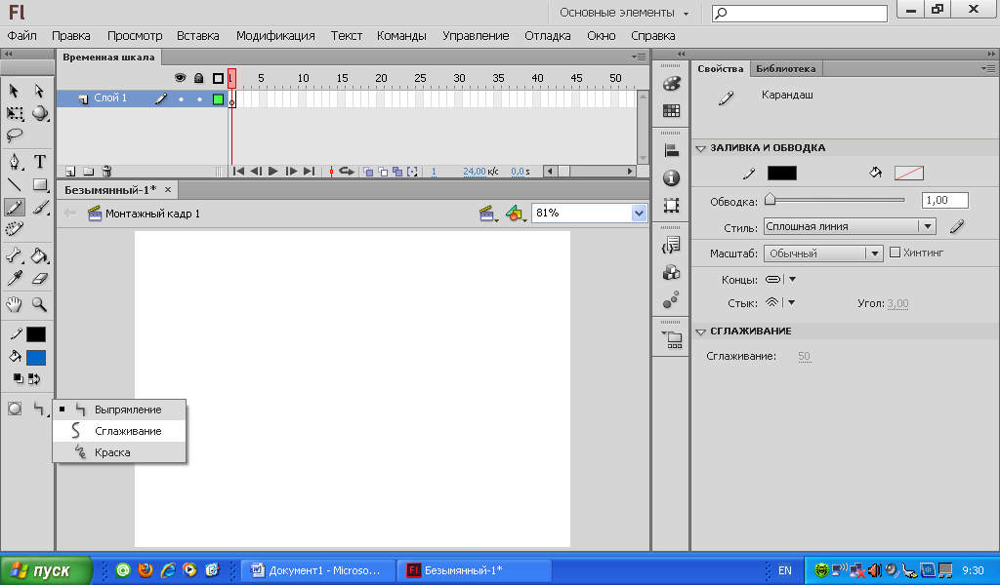 Fl Основные элементы
Файл Правка Просмотр Вставка Модификация Текст Команды Управление Отладка Окно Справка
Временная шкала
1 5 10 15 20 25 30 35 40 45 50
Слой 1
1 24,00 к/с 0,0 s
Безымянный-1*
Монтажный кадр 1
81%
T
Свойства Библиотека
Карандаш
ЗАЛИВКА И ОБВОДКА
Обводка: 1,00
Стиль: Сплошная линия
Масштаб: Обычный Хинтинг
Концы:
Стык: Угол: 3,00
СГЛАЖИВАНИЕ
Сглаживание: 50
Выпрямление
Сглаживание
Краска
пуск Документ1 - Microso... Fl Безымянный-1* EN 9:30